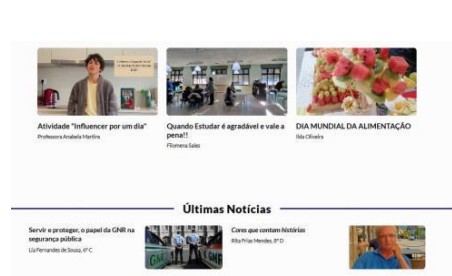 Atividade "Influencer por um dia"
Professora Anabela Martins
Quando Estudar é agradável e vale a
pena!!
Filomena Sales
DIA MUNDIAL DA ALIMENTAÇÃO
Ilda Oliveira
Últimas Notícias
Servir e proteger, o papel da GNR na
segurança pública
Lia Fernandes de Sousa, 6º C
Cores que contam histórias
Rita Frias Mendes, 8º D